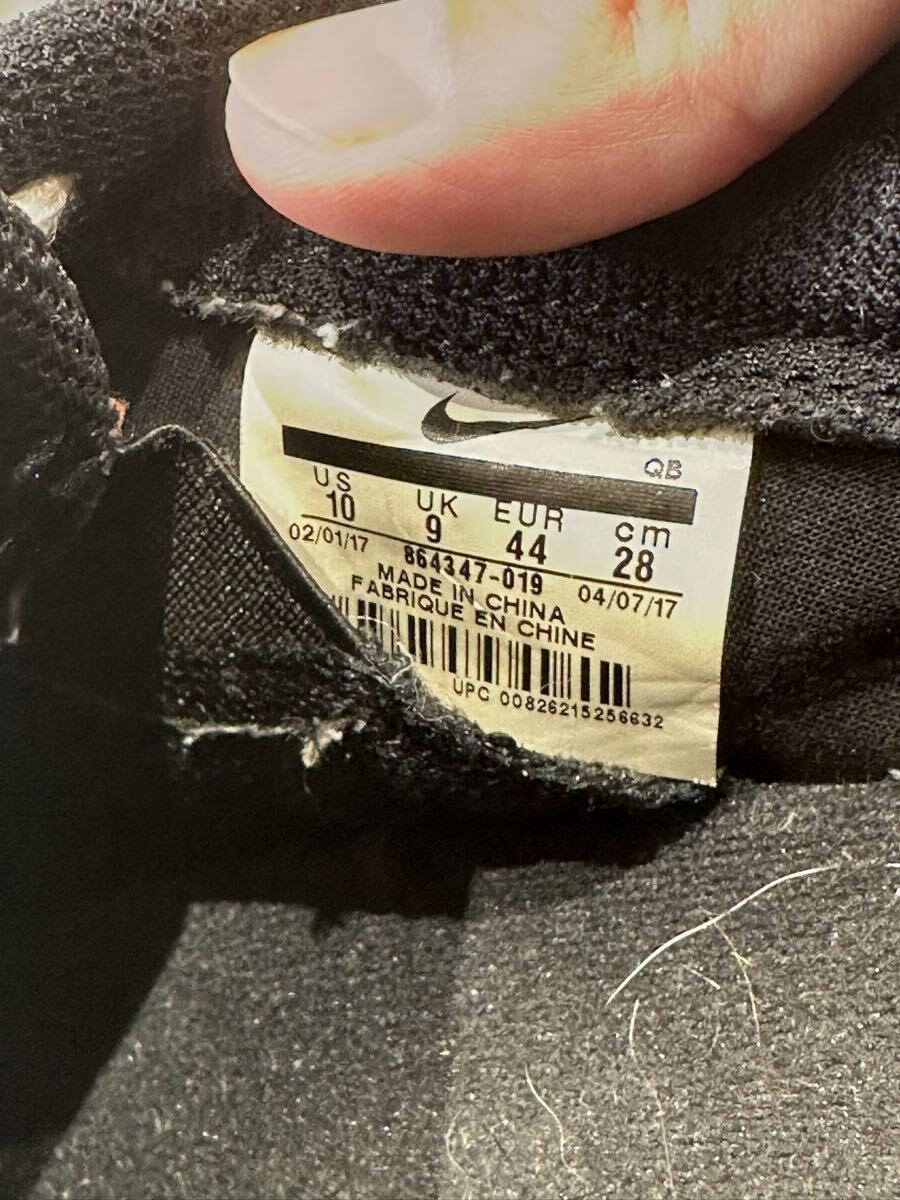 QB
US UK EUR cm
10 9 44 28
02/01/17 864347-019 04/07/17
MADE IN CHINA
FABRIQUE EN CHINE
UPC 00826215256632